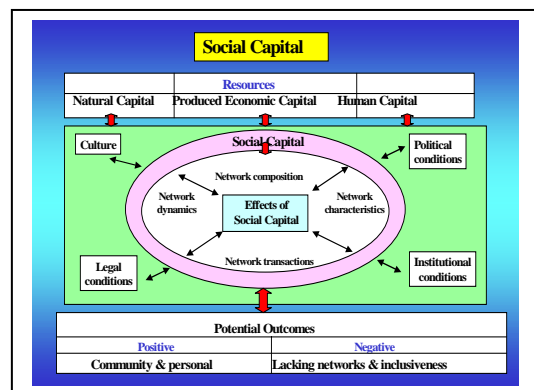 Social Capital
Resources
Natural Capital Produced Economic Capital Human Capital
Culture
Social Capital
Political
conditions
Network composition
Network
dynamics
Effects of
Social Capital
Network
characteristics
Network transactions
Legal
conditions
Institutional
conditions
Potential Outcomes
Positive Negative
Community & personal Lacking networks & inclusiveness